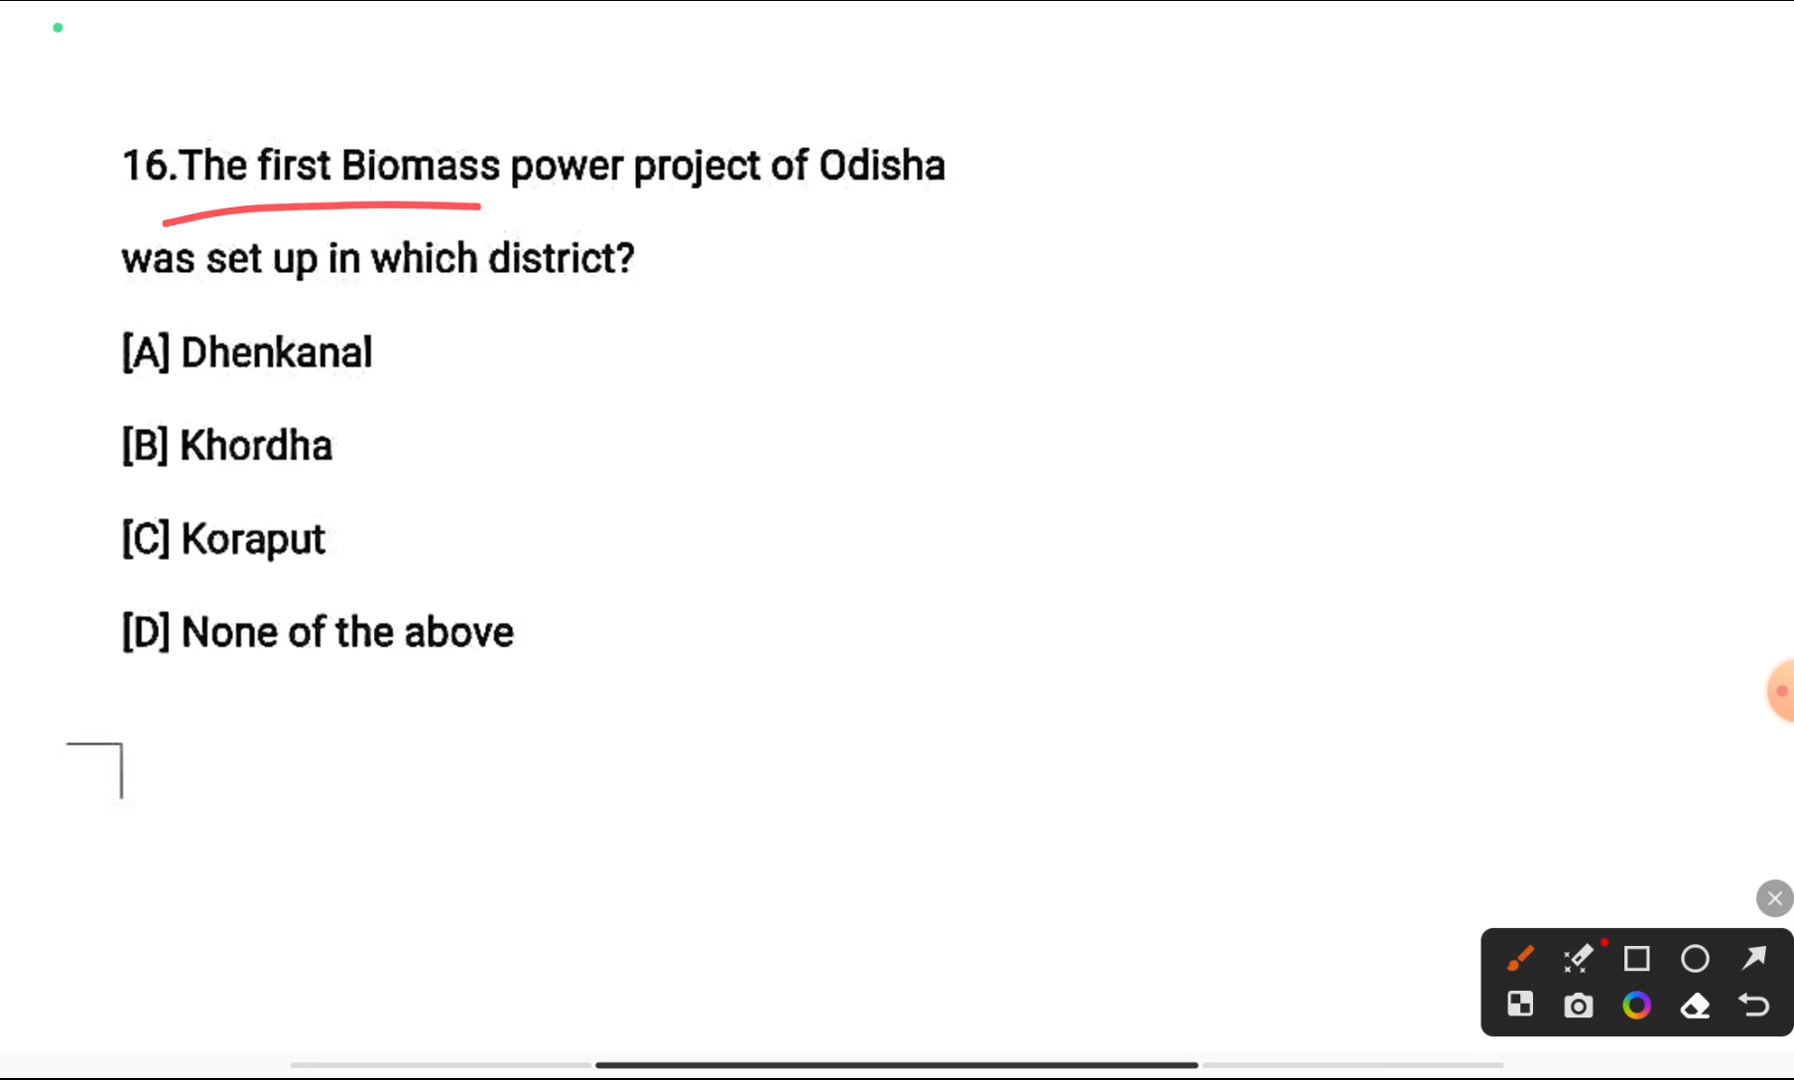 16.The first Biomass power project of Odisha
was set up in which district?
[A] Dhenkanal
[B] Khordha
[C] Koraput
[D] None of the above